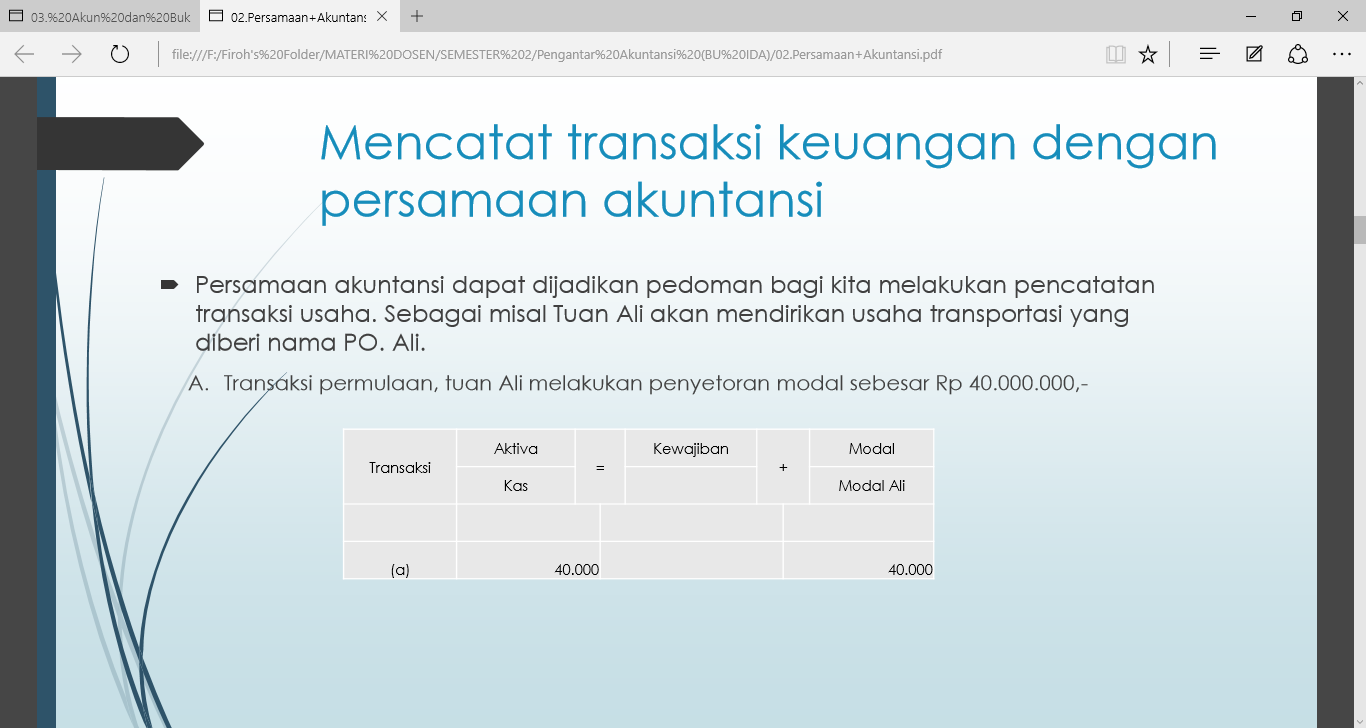 03.%20Akun%20dan%20Buk
02.Persamaan+Akuntans
file:///F:/Firoh's%20Folder/MATERI%20DOSEN/SEMESTER%202/Pengantar%20Akuntansi%20(BU%20IDA)/02.Persamaan+Akuntansi.pdf
Mencatat transaksi keuangan dengan
persamaan akuntansi
Persamaan akuntansi dapat dijadikan pedoman bagi kita melakukan pencatatan
transaksi usaha. Sebagai misal Tuan Ali akan mendirikan usaha transportasi yang
diberi nama PO. Ali.
A. Transaksi permulaan, tuan Ali melakukan penyetoran modal sebesar Rp 40.000.000,-
Transaksi Aktiva = Kewajiban + Modal
Kas Modal Ali
(a) 40.000 40.000